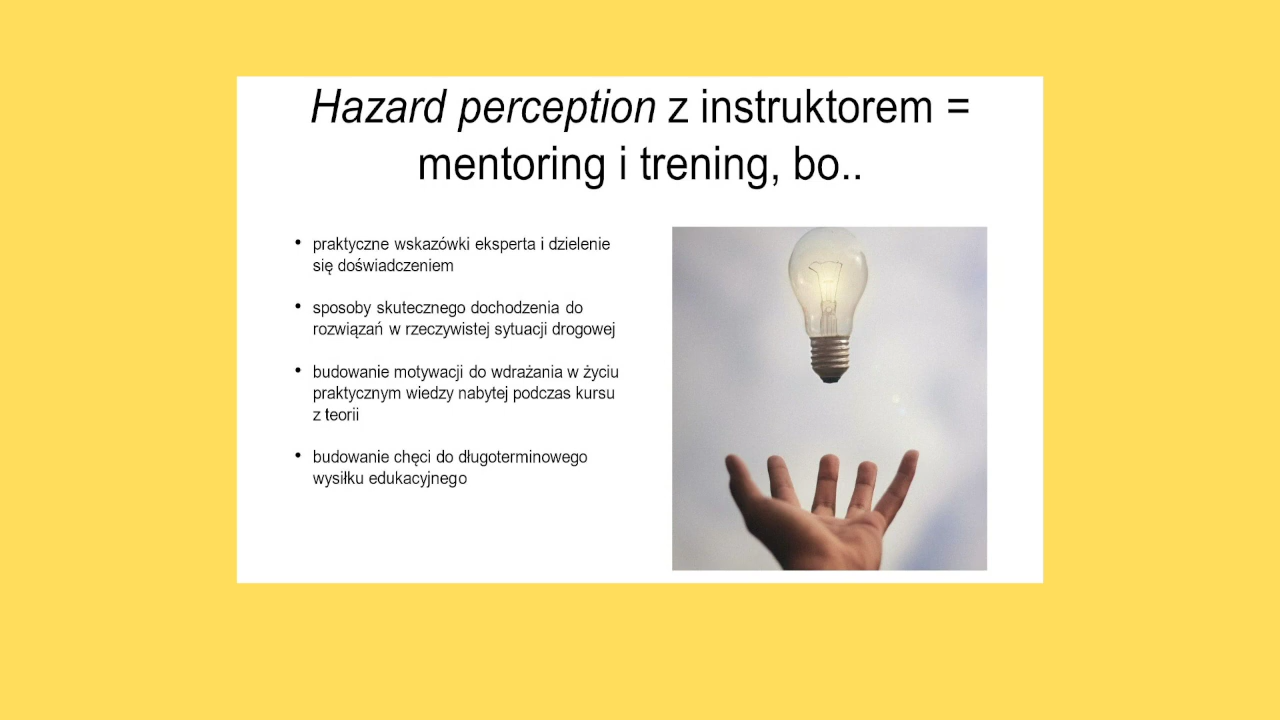 Hazard perception z instruktorem =
mentoring i trening, bo..
• praktyczne wskazówki eksperta i dzielenie
się doświadczeniem
• sposoby skutecznego dochodzenia do
rozwiązań w rzeczywistej sytuacji drogowej
• budowanie motywacji do wdrażania w życiu
praktycznym wiedzy nabytej podczas kursu
z teorii
• budowanie chęci do długoterminowego
wysiłku edukacyjnego